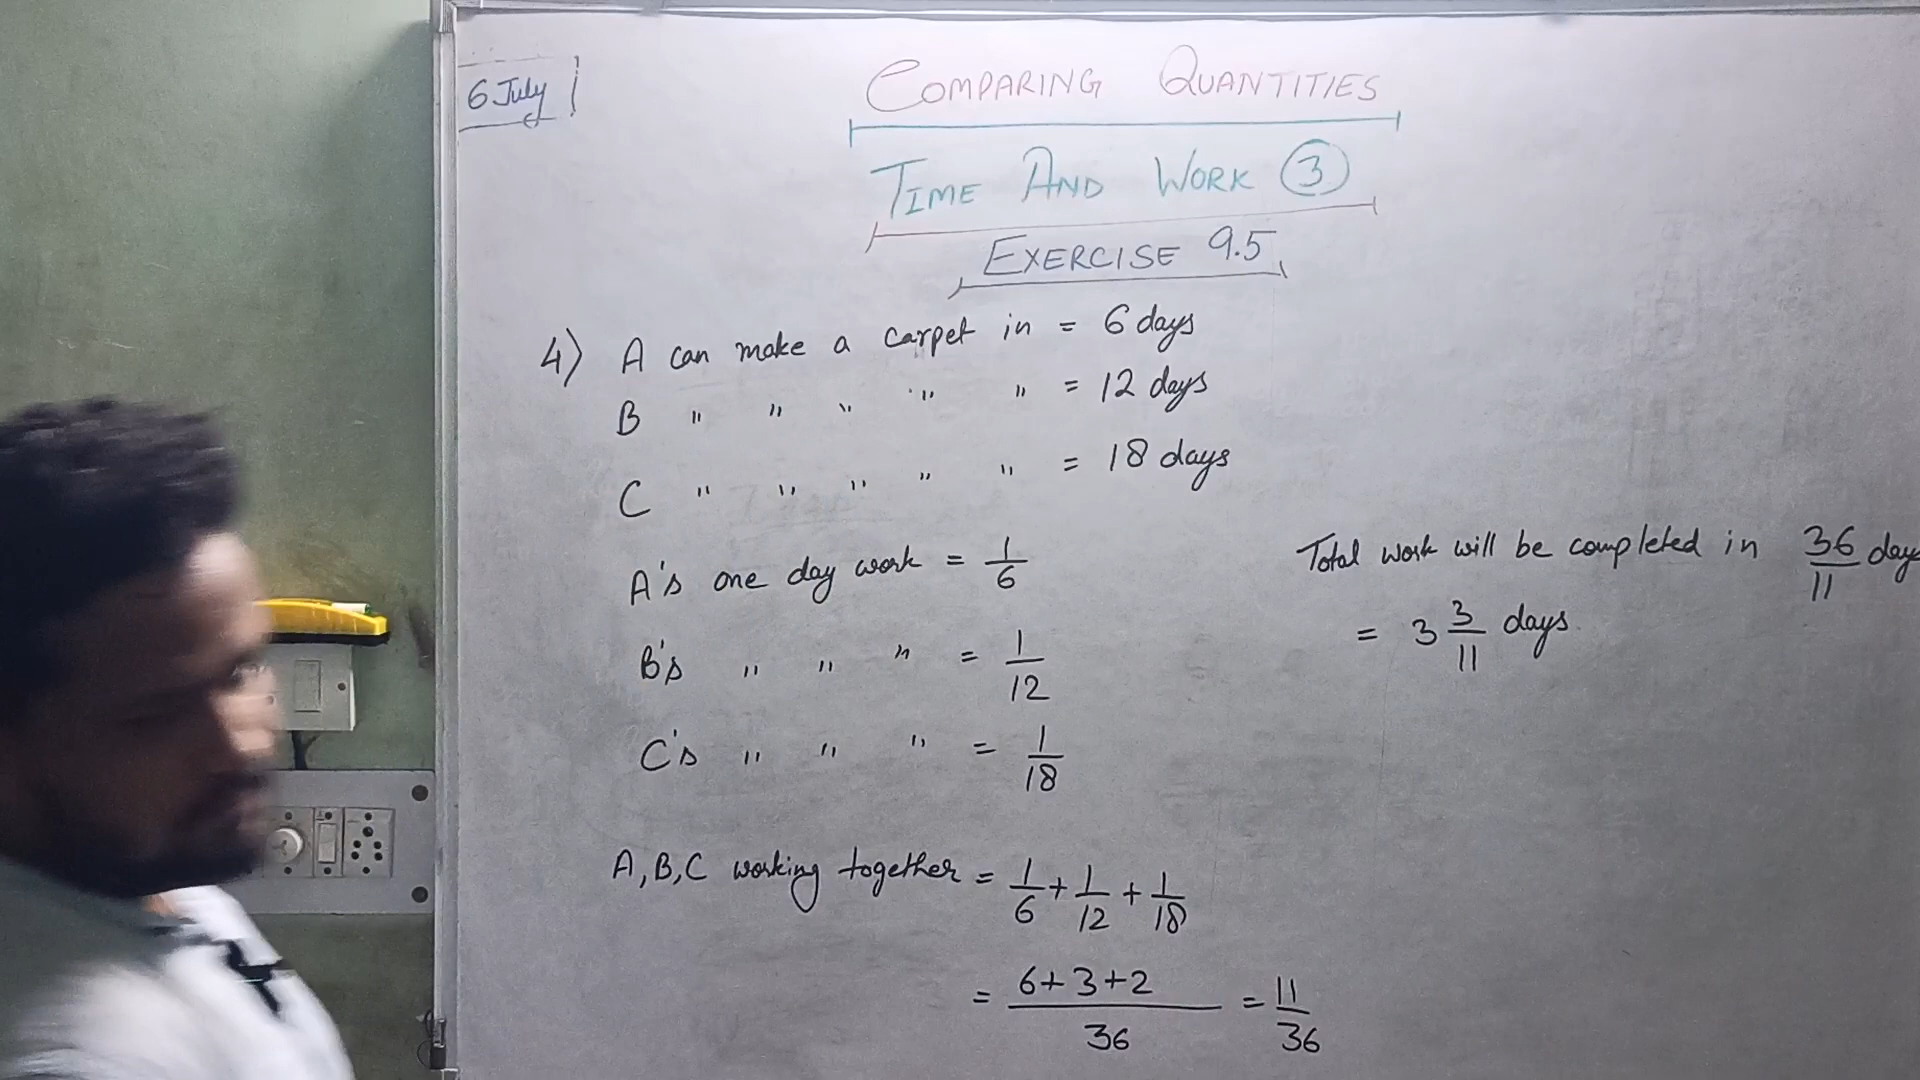 6 July
COMPARING QUANTITIES
TIME AND WORK 3
EXERCISE 9.5
4) A can make a carpet in = 6 days
B " " " " " = 12 days
C " " " " " = 18 days
A's one day work = 1/6
B's " " " = 1/12
C's " " " = 1/18
A, B, C working together = 1/6 + 1/12 + 1/18
= 6+3+2/36 = 11/36
Total work will be completed in 36/11 day
= 3 3/11 days.